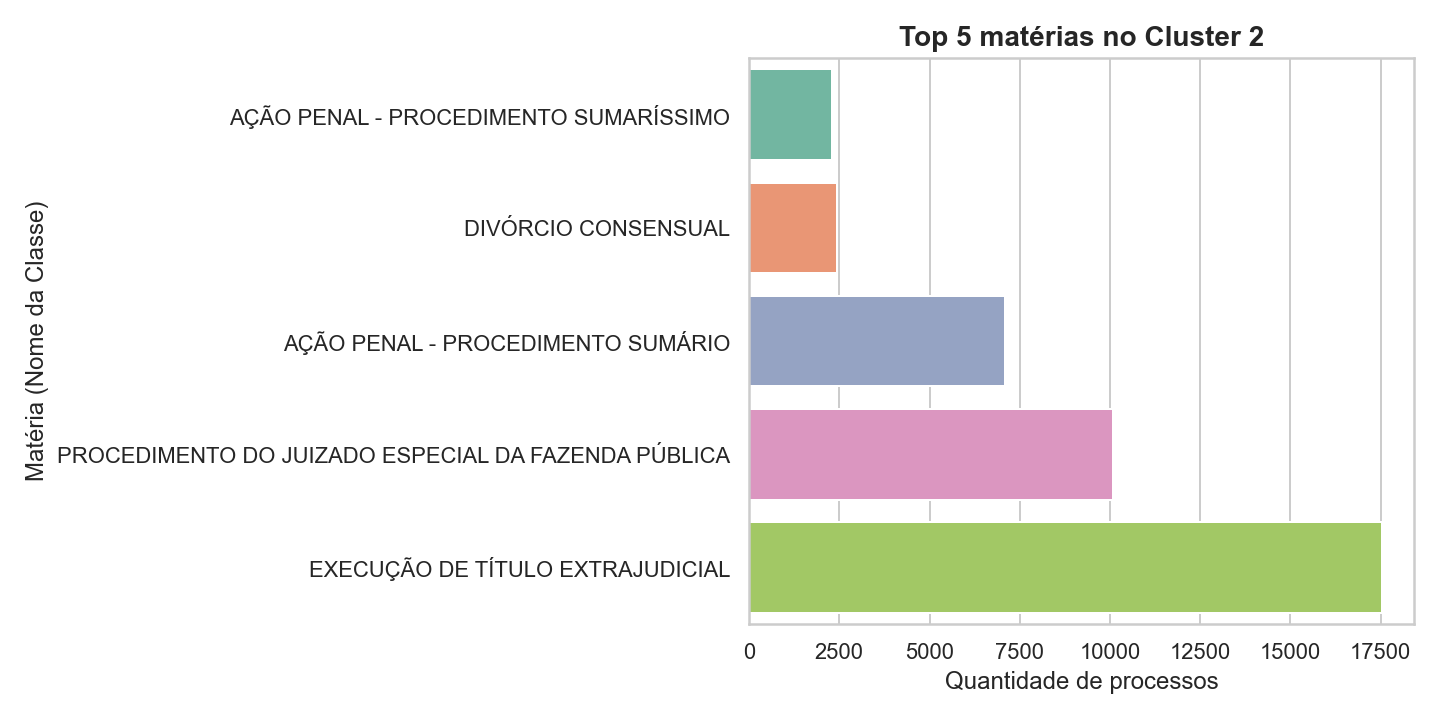 Top 5 matérias no Cluster 2
Matéria (Nome da Classe)
AÇÃO PENAL - PROCEDIMENTO SUMARÍSSIMO
DIVÓRCIO CONSENSUAL
AÇÃO PENAL - PROCEDIMENTO SUMÁRIO
PROCEDIMENTO DO JUIZADO ESPECIAL DA FAZENDA PÚBLICA
EXECUÇÃO DE TÍTULO EXTRAJUDICIAL
0 2500 5000 7500 10000 12500 15000 17500
Quantidade de processos